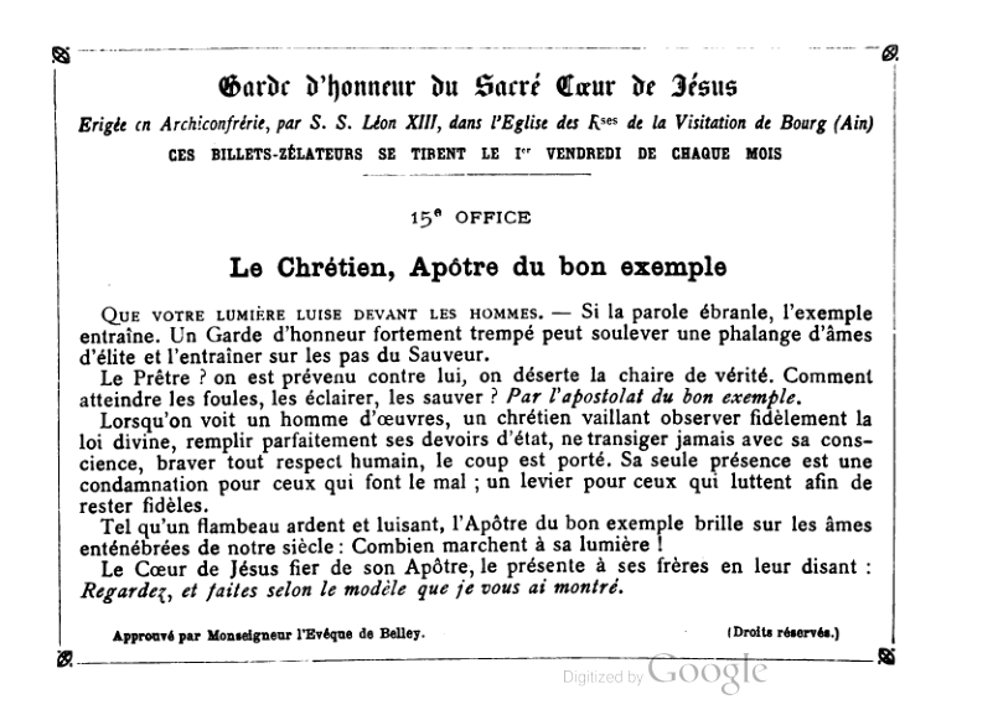 Garde d'honneur du Sacré Cœur de Jésus
Erigée en Archiconfrérie, par S. S. Léon XIII, dans l'Eglise des Rses de la Visitation de Bourg (Ain)
CES BILLETS-ZÉLATEURS SE TIRENT LE Ier VENDREDI DE CHAQUE MOIS
15e OFFICE
Le Chrétien, Apôtre du bon exemple
QUE VOTRE LUMIÈRE LUISE DEVANT LES HOMMES. — Si la parole ébranle, l'exemple
entraîne. Un Garde d'honneur fortement trempé peut soulever une phalange d'âmes
d'élite et l'entraîner sur les pas du Sauveur.
Le Prêtre ? on est prévenu contre lui, on déserte la chaire de vérité. Comment
atteindre les foules, les éclairer, les sauver ? Par l'apostolat du bon exemple.
Lorsqu'on voit un homme d'œuvres, un chrétien vaillant observer fidèlement la
loi divine, remplir parfaitement ses devoirs d'état, ne transiger jamais avec sa cons-
cience, braver tout respect humain, le coup est porté. Sa seule présence est une
condamnation pour ceux qui font le mal ; un levier pour ceux qui luttent afin de
rester fidèles.
Tel qu'un flambeau ardent et luisant, l'Apôtre du bon exemple brille sur les âmes
enténébrées de notre siècle : Combien marchent à sa lumière !
Le Cœur de Jésus fier de son Apôtre, le présente à ses frères en leur disant :
Regardez, et faites selon le modèle que je vous ai montré.
Approuvé par Monseigneur l'Evêque de Belley. (Droits réservés.)
Digitized by Google